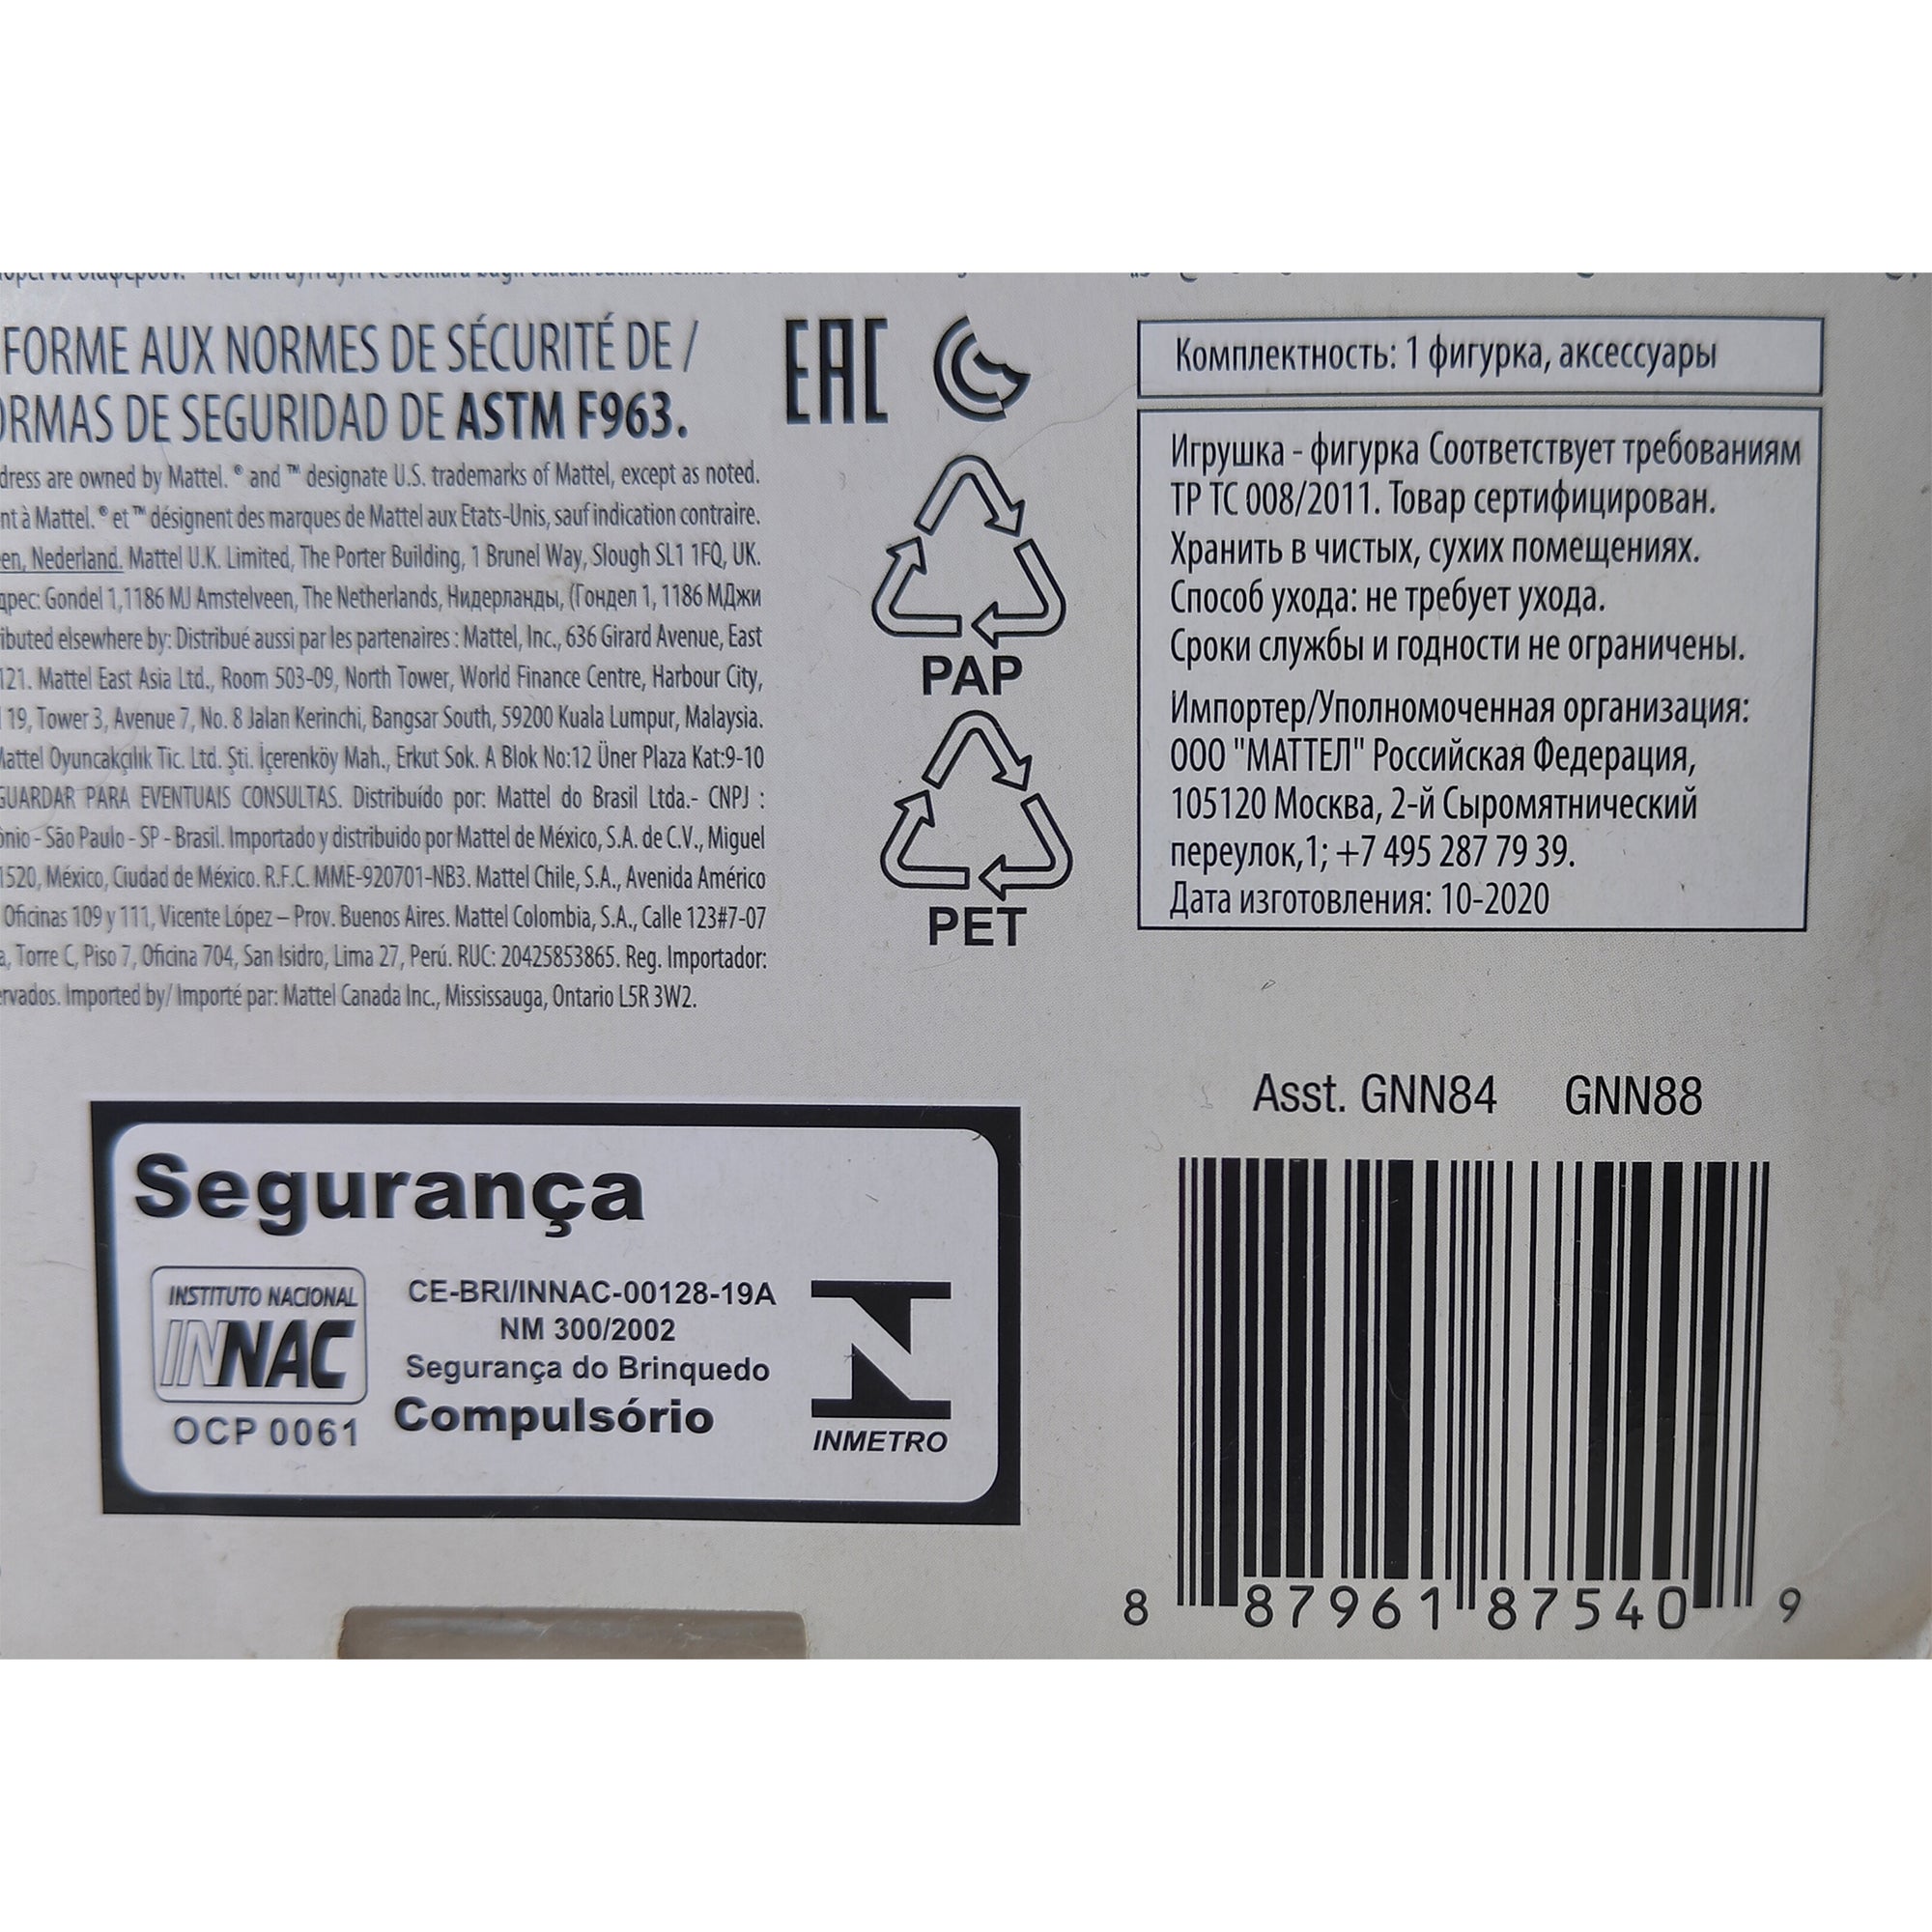 FORME AUX NORMES DE SÉCURITÉ DE /
ORMAS DE SEGURIDAD DE ASTM F963.
dress are owned by Mattel. ® and ™ designate U.S. trademarks of Mattel, except as noted.
nt à Mattel. ® et ™ désignent des marques de Mattel aux Etats-Unis, sauf indication contraire.
en, Nederland. Mattel U.K. Limited, The Porter Building, 1 Brunel Way, Slough SL1 1FQ, UK.
дрес: Gondel 1,1186 MJ Amstelveen, The Netherlands, Нидерланды, (Гондел 1, 1186 МДжи
ibuted elsewhere by: Distribué aussi par les partenaires : Mattel, Inc., 636 Girard Avenue, East
121. Mattel East Asia Ltd., Room 503-09, North Tower, World Finance Centre, Harbour City,
19, Tower 3, Avenue 7, No. 8 Jalan Kerinchi, Bangsar South, 59200 Kuala Lumpur, Malaysia.
Mattel Oyuncakçılık Tic. Ltd. Şti. İçerenköy Mah., Erkut Sok. A Blok No:12 Üner Plaza Kat:9-10
GUARDAR PARA EVENTUAIS CONSULTAS. Distribuído por: Mattel do Brasil Ltda.- CNPJ :
ônio - São Paulo - SP - Brasil. Importado y distribuido por Mattel de México, S.A. de C.V., Miguel
1520, México, Ciudad de México. R.F.C. MME-920701-NB3. Mattel Chile, S.A., Avenida Américo
Oficinas 109 y 111, Vicente López – Prov. Buenos Aires. Mattel Colombia, S.A., Calle 123#7-07
a, Torre C, Piso 7, Oficina 704, San Isidro, Lima 27, Perú. RUC: 20425853865. Reg. Importador:
ervados. Imported by/ Importé par: Mattel Canada Inc., Mississauga, Ontario L5R 3W2.
EAC
PAP
PET
Комплектность: 1 фигурка, аксессуары
Игрушка - фигурка Соответствует требованиям
ТР ТС 008/2011. Товар сертифицирован.
Хранить в чистых, сухих помещениях.
Способ ухода: не требует ухода.
Сроки службы и годности не ограничены.
Импортер/Уполномоченная организация:
ООО "МАТТЕЛ" Российская Федерация,
105120 Москва, 2-й Сыромятнический
переулок,1; +7 495 287 79 39.
Дата изготовления: 10-2020
Segurança
INSTITUTO NACIONAL
INNAC
OCP 0061
CE-BRI/INNAC-00128-19A
NM 300/2002
Segurança do Brinquedo
Compulsório
INMETRO
Asst. GNN84 GNN88
8 87961 87540 9